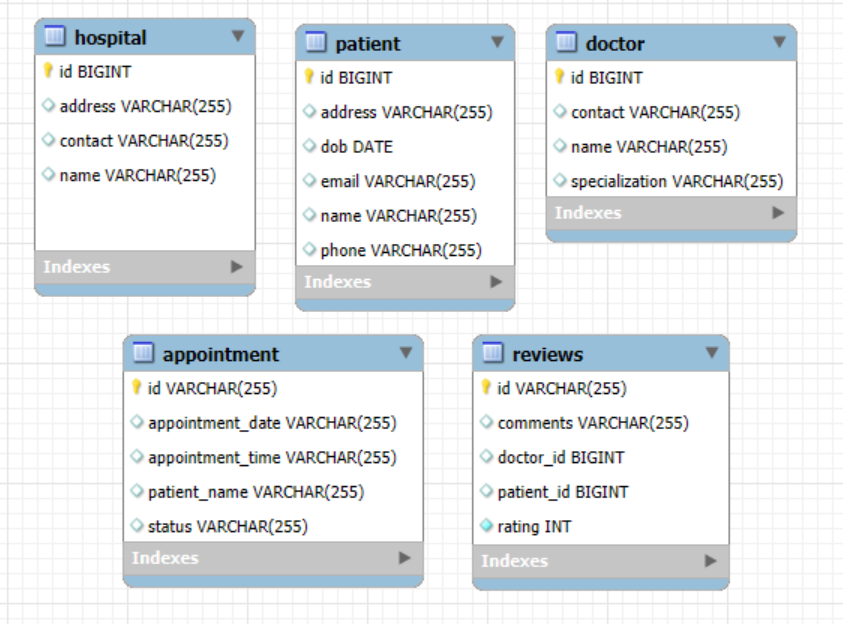 hospital
id BIGINT
address VARCHAR(255)
contact VARCHAR(255)
name VARCHAR(255)
Indexes
patient
id BIGINT
address VARCHAR(255)
dob DATE
email VARCHAR(255)
name VARCHAR(255)
phone VARCHAR(255)
Indexes
doctor
id BIGINT
contact VARCHAR(255)
name VARCHAR(255)
specialization VARCHAR(255)
Indexes
appointment
id VARCHAR(255)
appointment_date VARCHAR(255)
appointment_time VARCHAR(255)
patient_name VARCHAR(255)
status VARCHAR(255)
Indexes
reviews
id VARCHAR(255)
comments VARCHAR(255)
doctor_id BIGINT
patient_id BIGINT
rating INT
Indexes